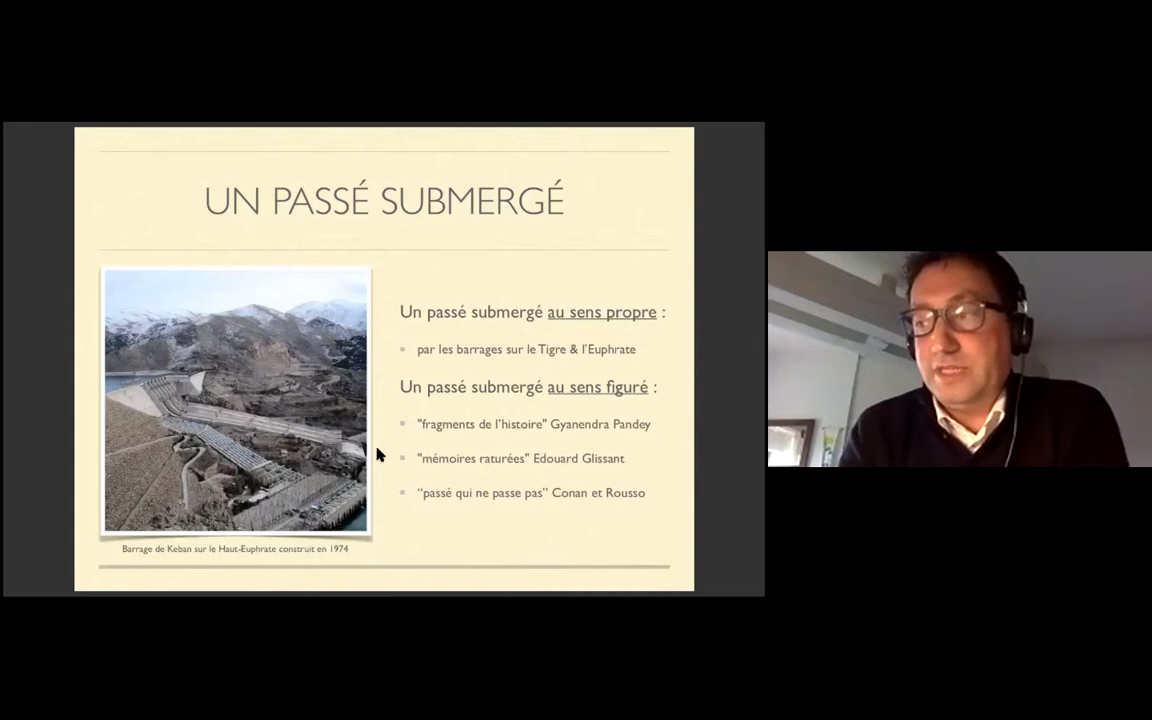 UN PASSÉ SUBMERGÉ
Un passé submergé au sens propre :
par les barrages sur le Tigre & l'Euphrate
Un passé submergé au sens figuré :
"fragments de l'histoire" Gyanendra Pandey
"mémoires raturées" Edouard Glissant
“passé qui ne passe pas” Conan et Rousso
Barrage de Keban sur le Haut-Euphrate construit en 1974